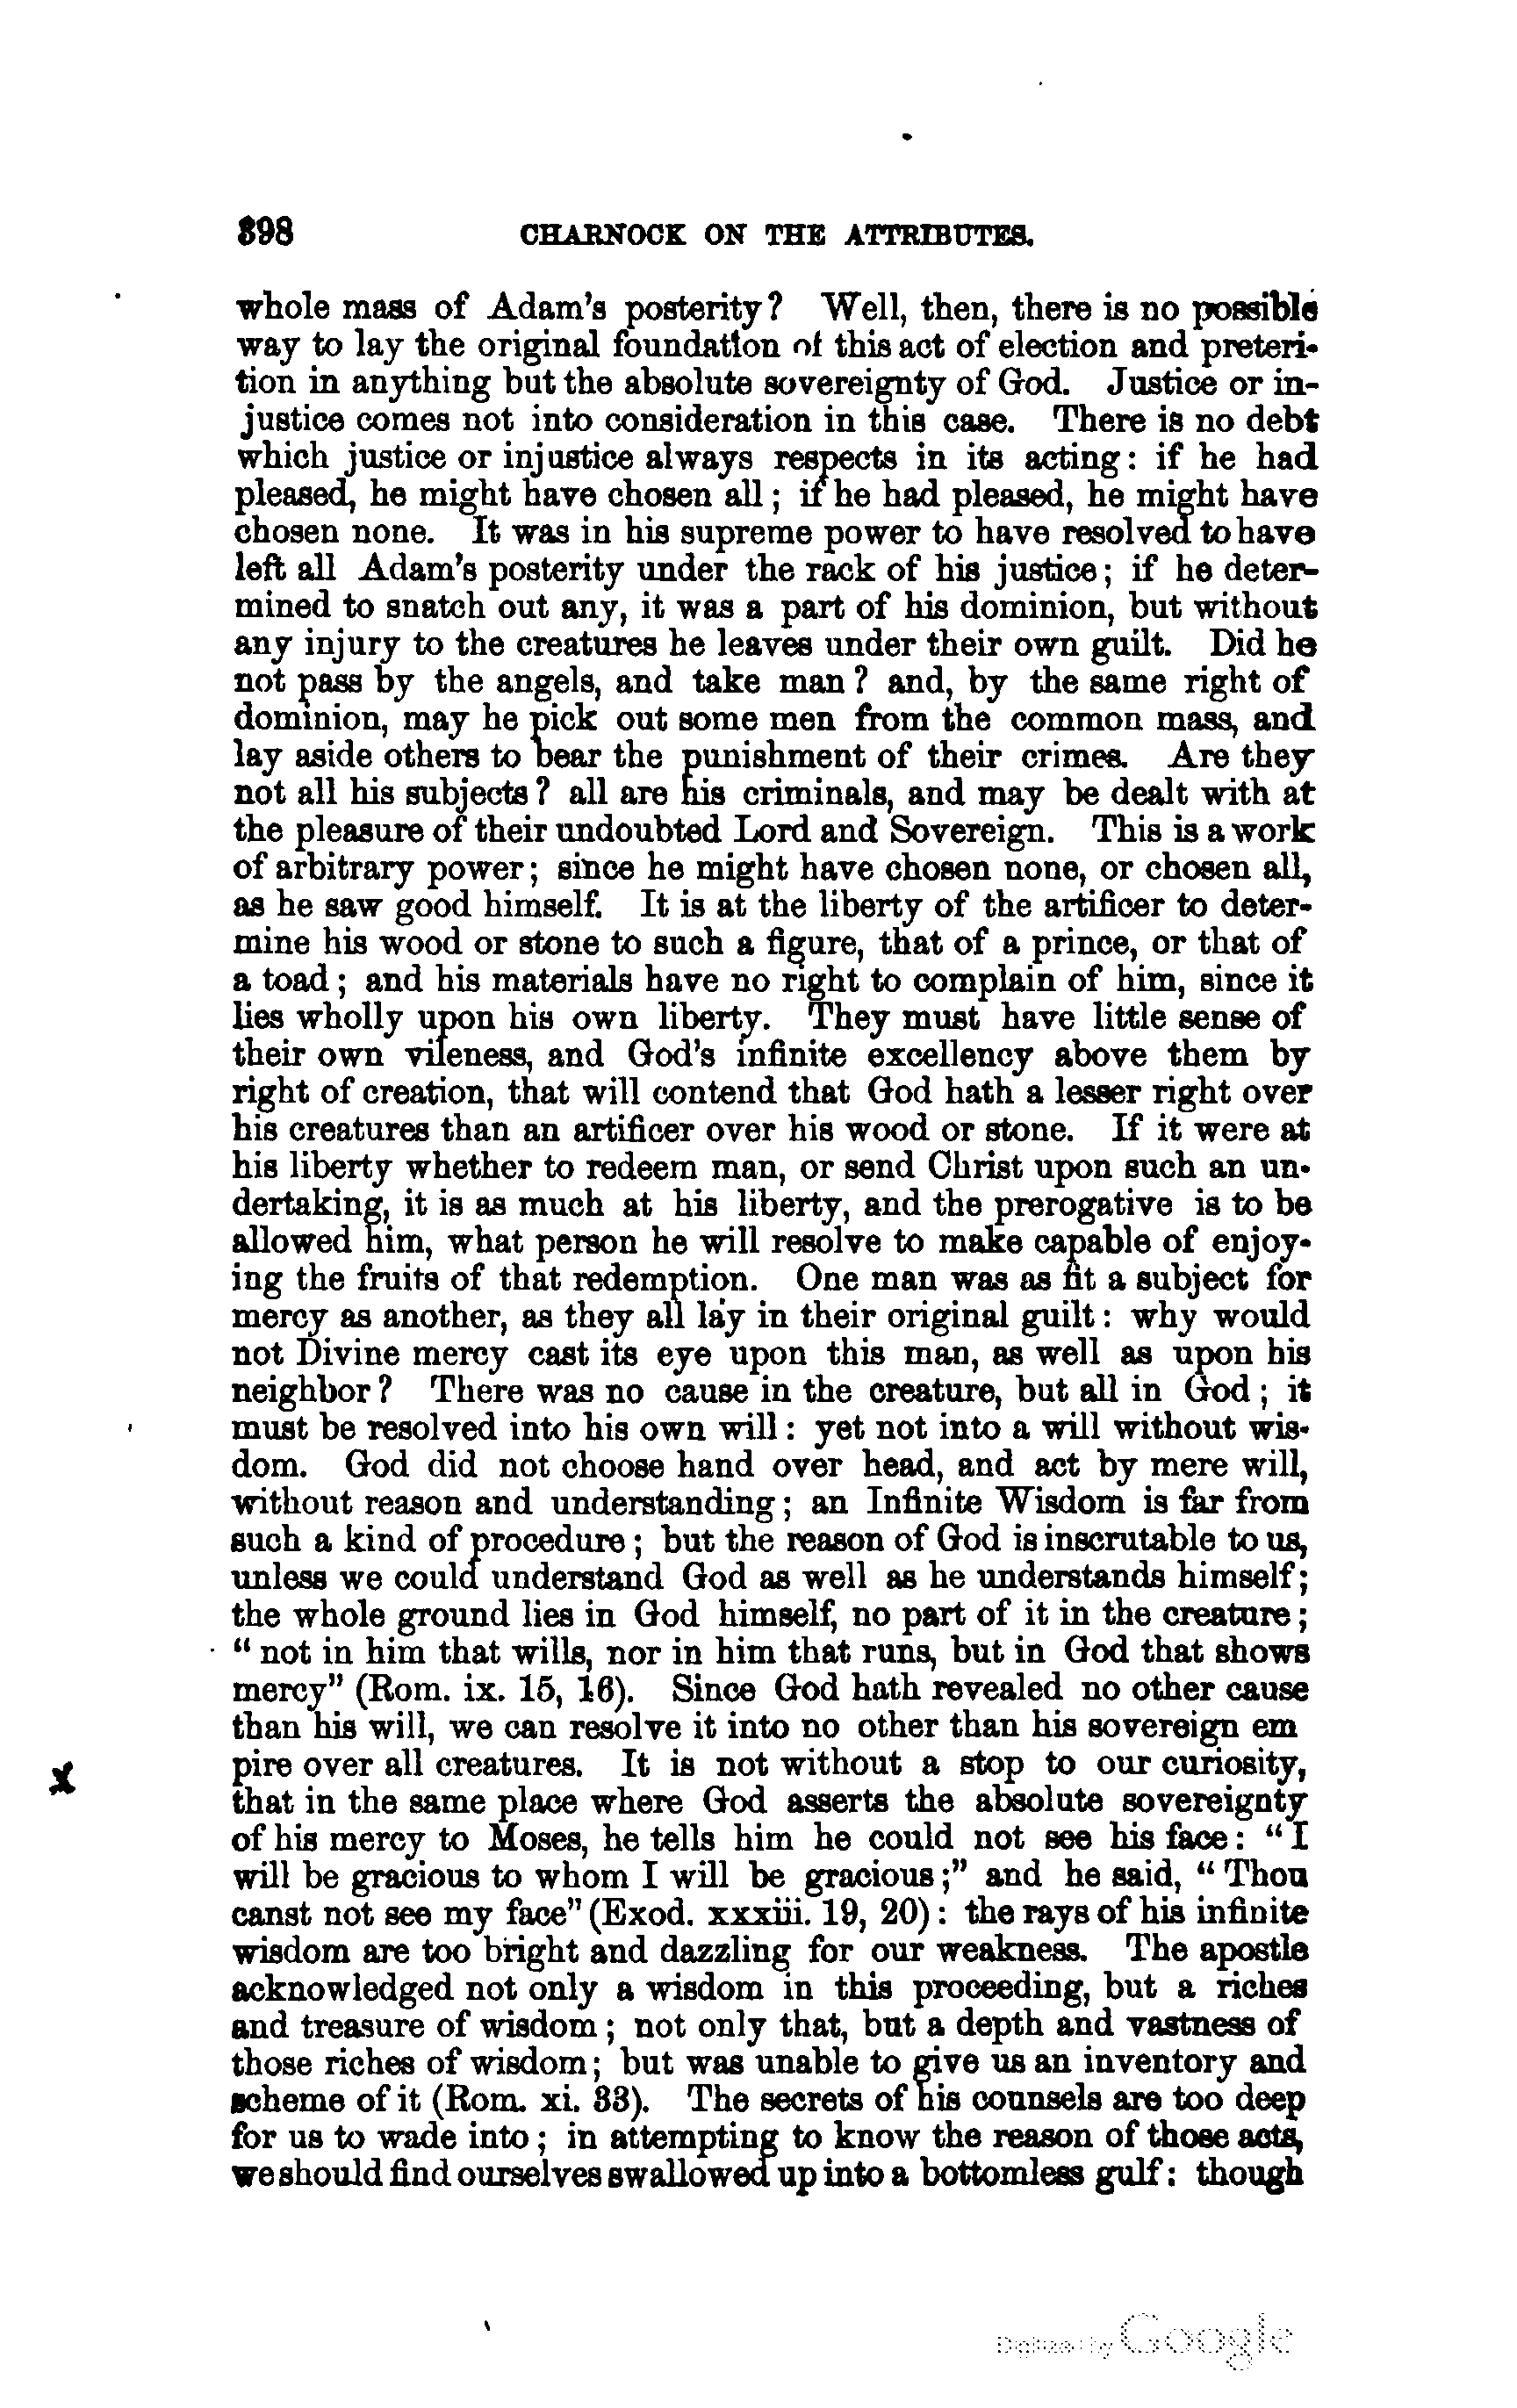 398 CHARNOCK ON THE ATTRIBUTES.
whole mass of Adam's posterity? Well, then, there is no possible
way to lay the original foundation of this act of election and preteri-
tion in anything but the absolute sovereignty of God. Justice or in-
justice comes not into consideration in this case. There is no debt
which justice or injustice always respects in its acting: if he had
pleased, he might have chosen all; if he had pleased, he might have
chosen none. It was in his supreme power to have resolved to have
left all Adam's posterity under the rack of his justice; if he deter-
mined to snatch out any, it was a part of his dominion, but without
any injury to the creatures he leaves under their own guilt. Did he
not pass by the angels, and take man? and, by the same right of
dominion, may he pick out some men from the common mass, and
lay aside others to bear the punishment of their crimes. Are they
not all his subjects? all are his criminals, and may be dealt with at
the pleasure of their undoubted Lord and Sovereign. This is a work
of arbitrary power; since he might have chosen none, or chosen all,
as he saw good himself. It is at the liberty of the artificer to deter-
mine his wood or stone to such a figure, that of a prince, or that of
a toad; and his materials have no right to complain of him, since it
lies wholly upon his own liberty. They must have little sense of
their own vileness, and God's infinite excellency above them by
right of creation, that will contend that God hath a lesser right over
his creatures than an artificer over his wood or stone. If it were at
his liberty whether to redeem man, or send Christ upon such an un-
dertaking, it is as much at his liberty, and the prerogative is to be
allowed him, what person he will resolve to make capable of enjoy-
ing the fruits of that redemption. One man was as fit a subject for
mercy as another, as they all lay in their original guilt: why would
not Divine mercy cast its eye upon this man, as well as upon his
neighbor? There was no cause in the creature, but all in God; it
must be resolved into his own will: yet not into a will without wis-
dom. God did not choose hand over head, and act by mere will,
without reason and understanding; an Infinite Wisdom is far from
such a kind of procedure; but the reason of God is inscrutable to us,
unless we could understand God as well as he understands himself;
the whole ground lies in God himself, no part of it in the creature;
"not in him that wills, nor in him that runs, but in God that shows
mercy" (Rom. ix. 15, 16). Since God hath revealed no other cause
than his will, we can resolve it into no other than his sovereign em
pire over all creatures. It is not without a stop to our curiosity,
that in the same place where God asserts the absolute sovereignty
of his mercy to Moses, he tells him he could not see his face: "I
will be gracious to whom I will be gracious;" and he said, "Thou
canst not see my face" (Exod. xxxiii. 19, 20): the rays of his infinite
wisdom are too bright and dazzling for our weakness. The apostle
acknowledged not only a wisdom in this proceeding, but a riches
and treasure of wisdom; not only that, but a depth and vastness of
those riches of wisdom; but was unable to give us an inventory and
scheme of it (Rom. xi. 33). The secrets of his counsels are too deep
for us to wade into; in attempting to know the reason of those acts,
we should find ourselves swallowed up into a bottomless gulf: though
Digitized by Google